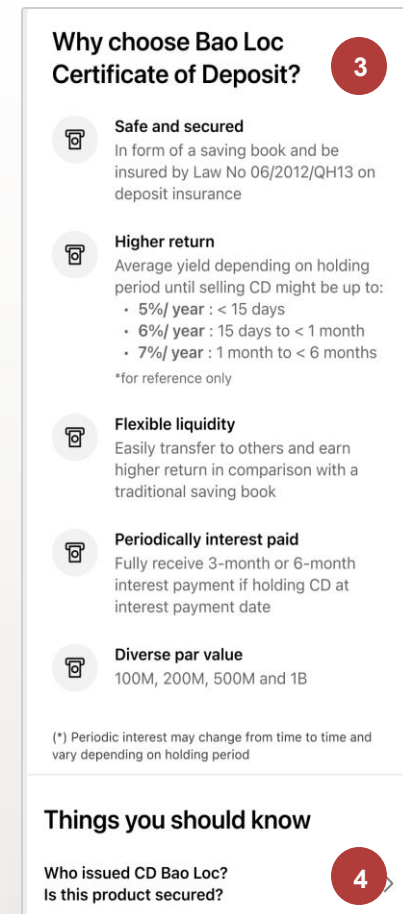 Why choose Bao Loc
Certificate of Deposit?
3
Safe and secured
In form of a saving book and be
insured by Law No 06/2012/QH13 on
deposit insurance
Higher return
Average yield depending on holding
period until selling CD might be up to:
• 5%/ year : < 15 days
• 6%/ year : 15 days to < 1 month
• 7%/ year : 1 month to < 6 months
*for reference only
Flexible liquidity
Easily transfer to others and earn
higher return in comparison with a
traditional saving book
Periodically interest paid
Fully receive 3-month or 6-month
interest payment if holding CD at
interest payment date
Diverse par value
100M, 200M, 500M and 1B
(*) Periodic interest may change from time to time and
vary depending on holding period
Things you should know
Who issued CD Bao Loc?
Is this product secured?
4